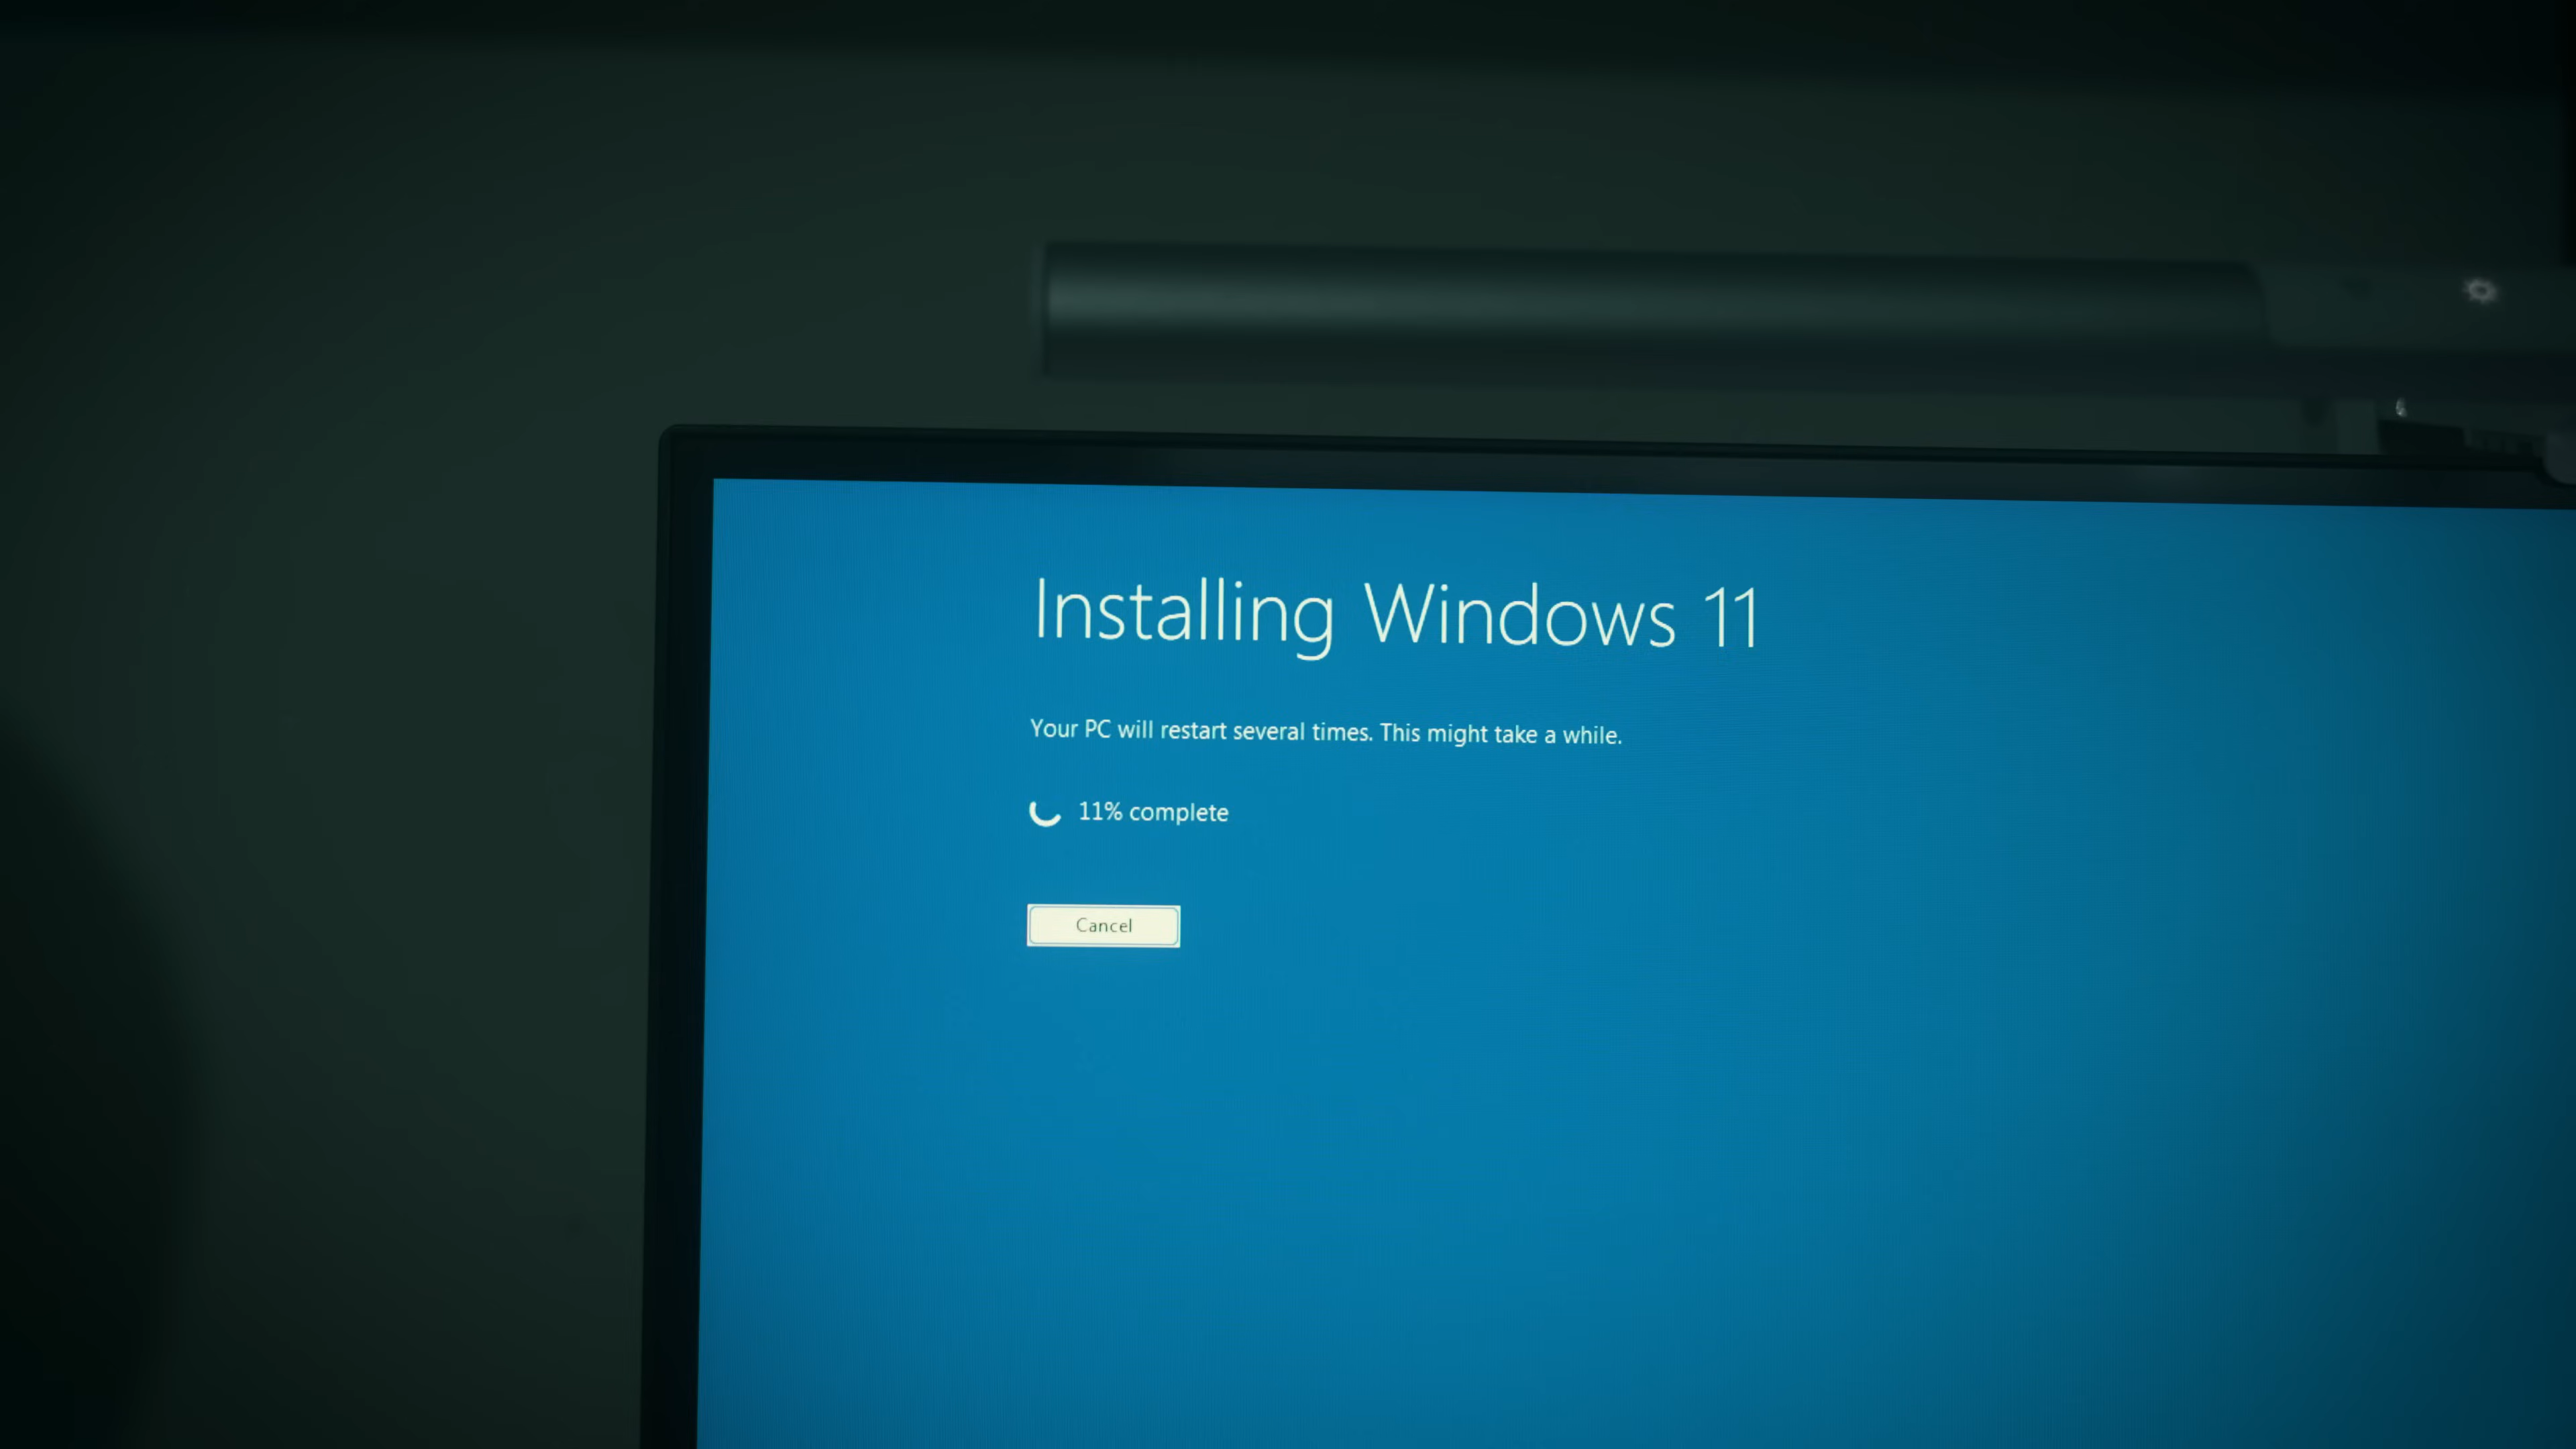 Installing Windows 11
Your PC will restart several times. This might take a while.
11% complete
Cancel